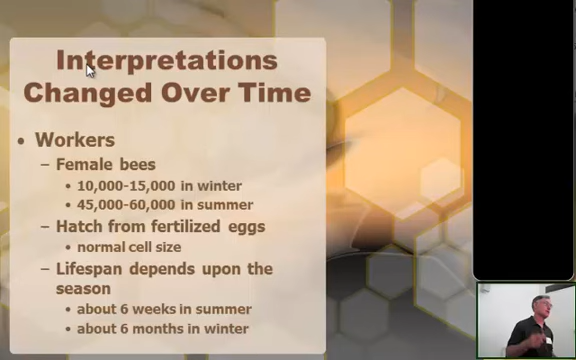 Interpretations
Changed Over Time
• Workers
– Female bees
• 10,000-15,000 in winter
• 45,000-60,000 in summer
– Hatch from fertilized eggs
• normal cell size
– Lifespan depends upon the
season
• about 6 weeks in summer
• about 6 months in winter